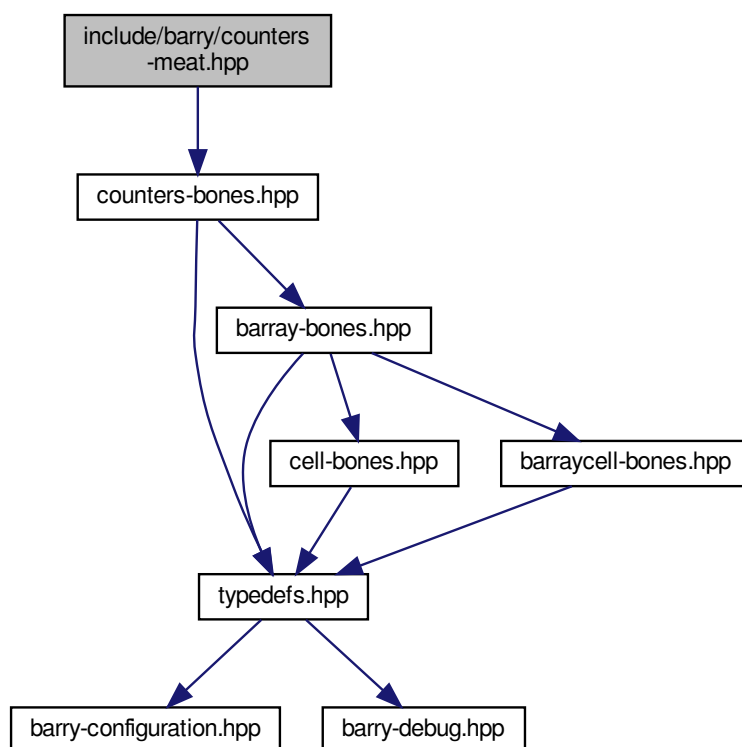 include/barry/counters
-meat.hpp
counters-bones.hpp
barray-bones.hpp
cell-bones.hpp
barraycell-bones.hpp
typedefs.hpp
barry-configuration.hpp
barry-debug.hpp